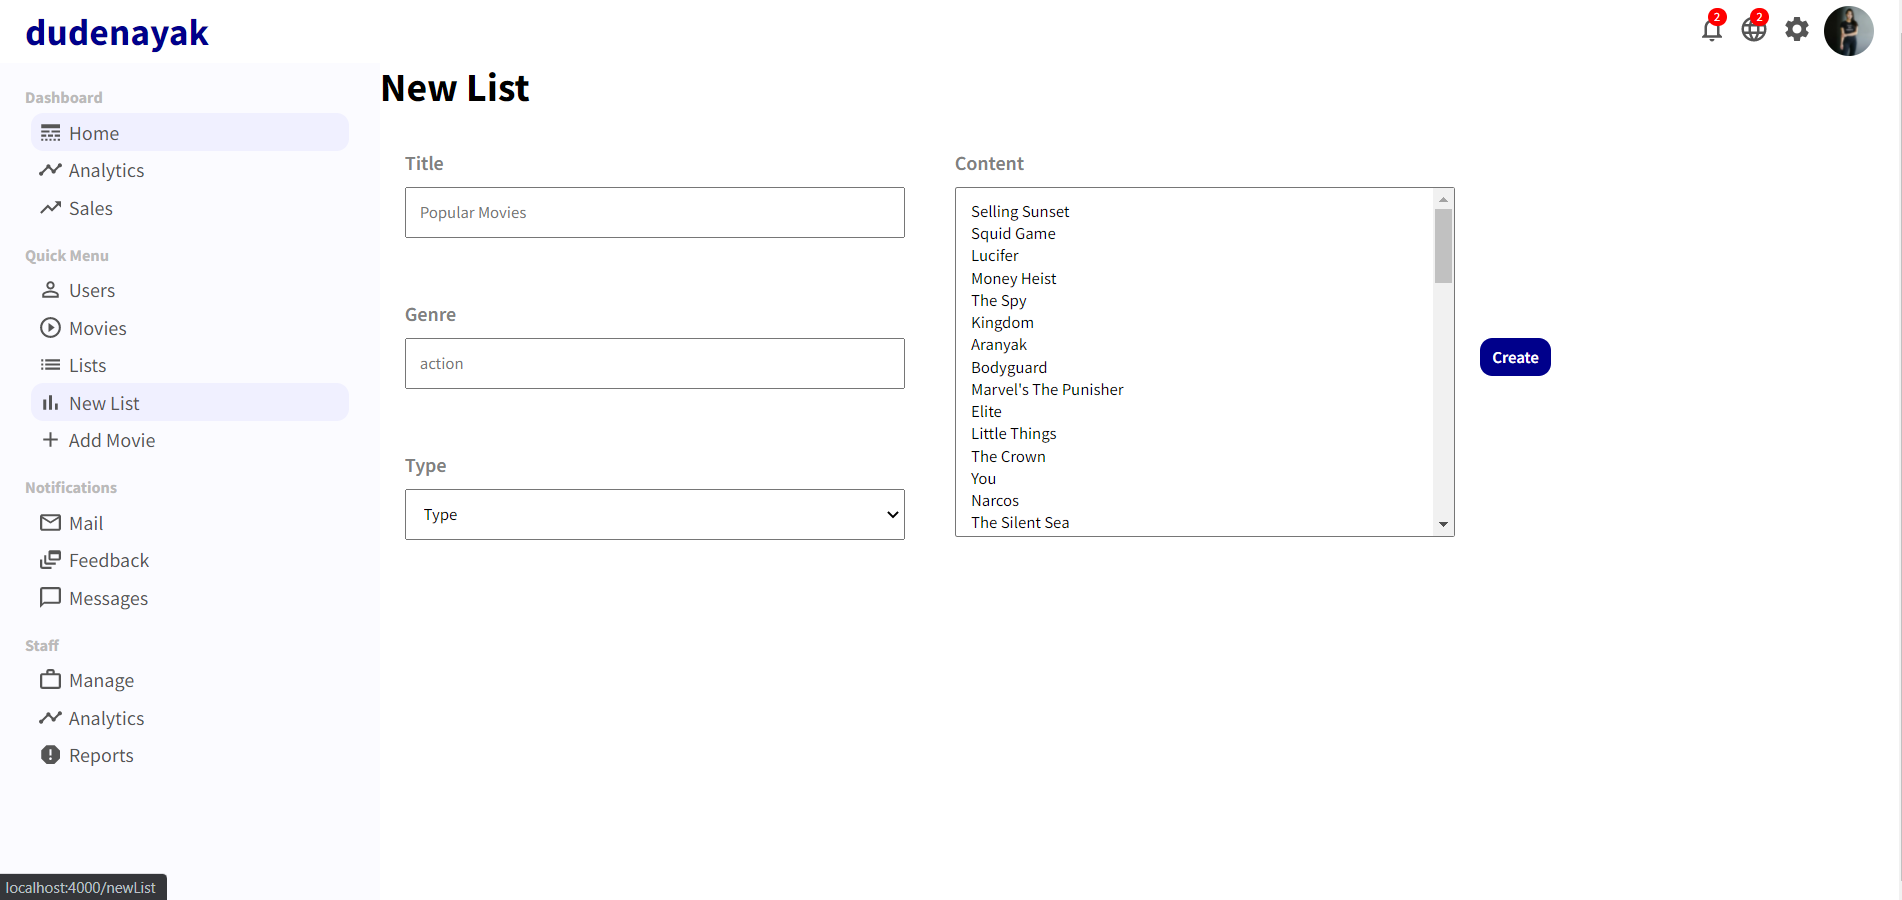 dudenayak
2
2
Dashboard
Home
Analytics
Sales
Quick Menu
Users
Movies
Lists
New List
Add Movie
Notifications
Mail
Feedback
Messages
Staff
Manage
Analytics
Reports
New List
Title
Popular Movies
Genre
action
Type
Type
Content
Selling Sunset
Squid Game
Lucifer
Money Heist
The Spy
Kingdom
Aranyak
Bodyguard
Marvel's The Punisher
Elite
Little Things
The Crown
You
Narcos
The Silent Sea
Create
localhost:4000/newList